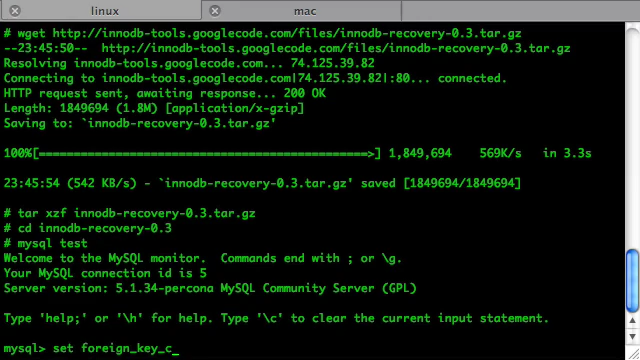 linux
mac
# wget http://innodb-tools.googlecode.com/files/innodb-recovery-0.3.tar.gz
--23:45:50--  http://innodb-tools.googlecode.com/files/innodb-recovery-0.3.tar.gz
Resolving innodb-tools.googlecode.com... 74.125.39.82
Connecting to innodb-tools.googlecode.com|74.125.39.82|:80... connected.
HTTP request sent, awaiting response... 200 OK
Length: 1849694 (1.8M) [application/x-gzip]
Saving to: `innodb-recovery-0.3.tar.gz'
100%[==============================================>] 1,849,694    569K/s   in 3.3s
23:45:54 (542 KB/s) - `innodb-recovery-0.3.tar.gz' saved [1849694/1849694]
# tar xzf innodb-recovery-0.3.tar.gz
# cd innodb-recovery-0.3
# mysql test
Welcome to the MySQL monitor.  Commands end with ; or \g.
Your MySQL connection id is 5
Server version: 5.1.34-percona MySQL Community Server (GPL)
Type 'help;' or '\h' for help. Type '\c' to clear the current input statement.
mysql> set foreign_key_c_